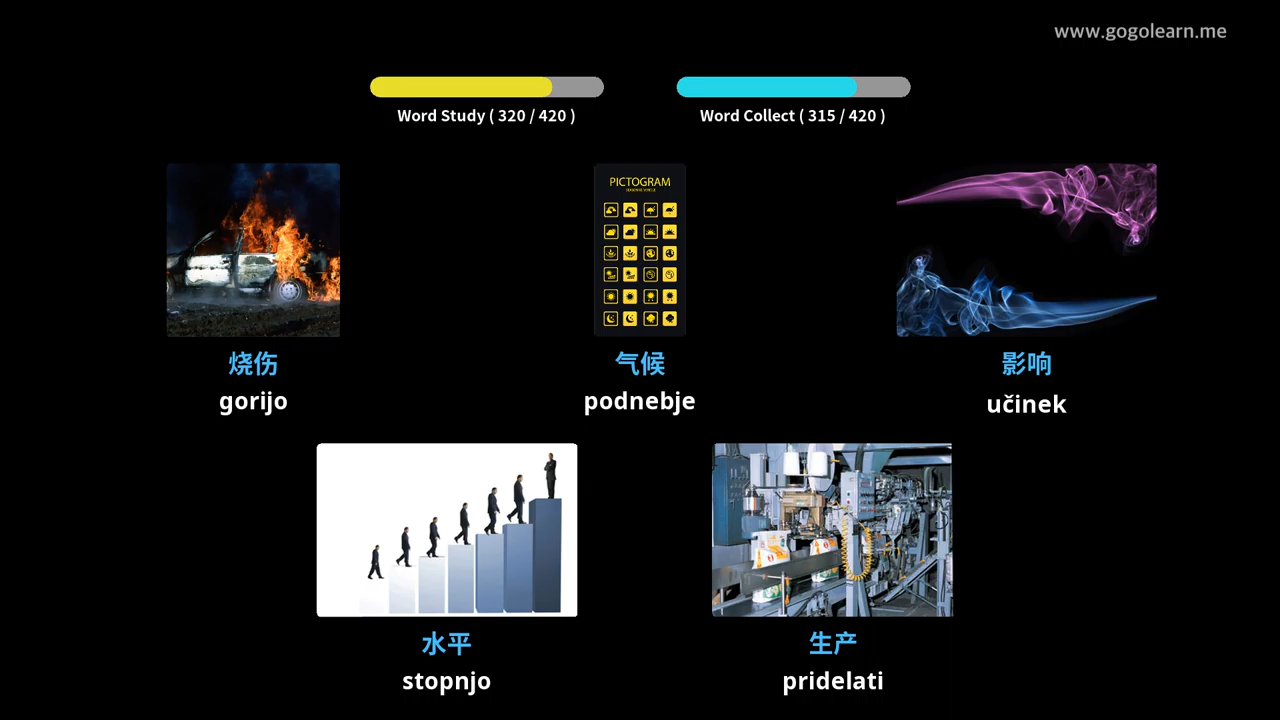 www.gogolearn.me
Word Study ( 320 / 420 )
Word Collect ( 315 / 420 )
PICTOGRAM
烧伤
gorijo
气候
podnebje
影响
učinek
水平
stopnjo
生产
pridelati